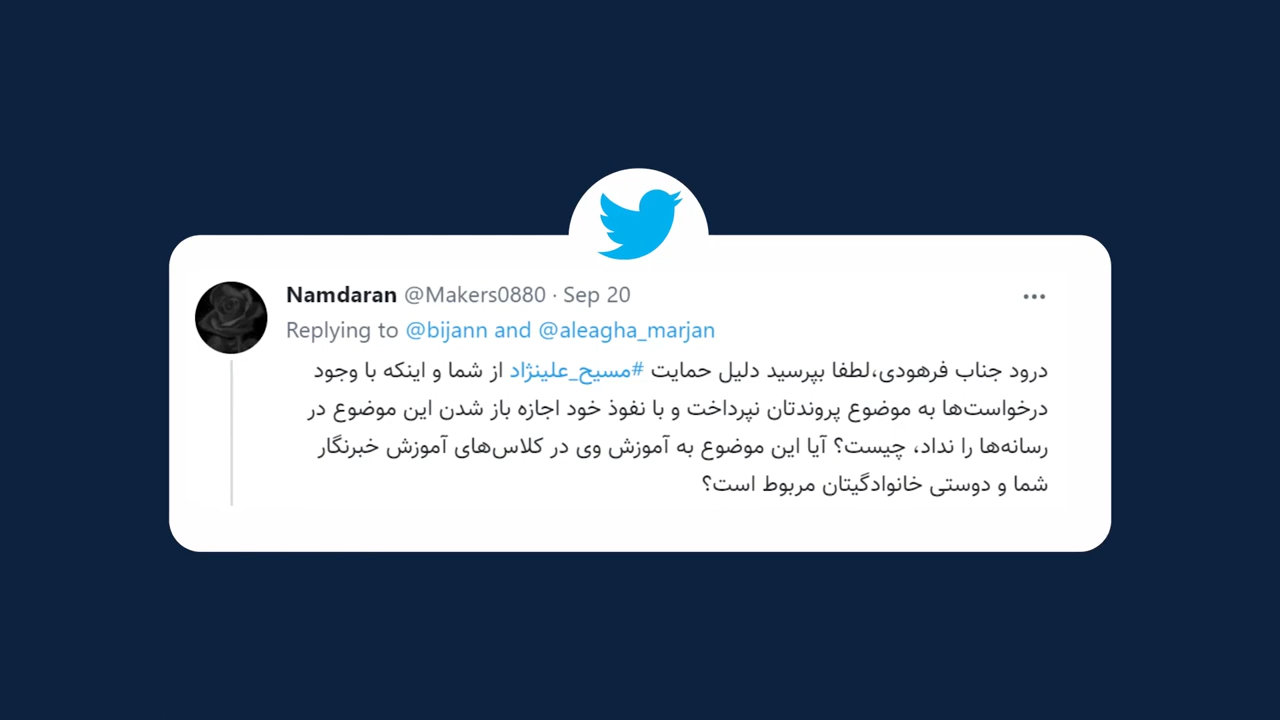 Namdaran @Makers0880 · Sep 20
Replying to @bijann and @aleagha_marjan
درود جناب فرهودی،لطفا بپرسید دلیل حمایت #مسیح_علینژاد از شما و اینکه با وجود
درخواست‌ها به موضوع پروندتان نپرداخت و با نفوذ خود اجازه باز شدن این موضوع در
رسانه‌ها را نداد، چیست؟ آیا این موضوع به آموزش وی در کلاس‌های آموزش خبرنگار
شما و دوستی خانوادگیتان مربوط است؟